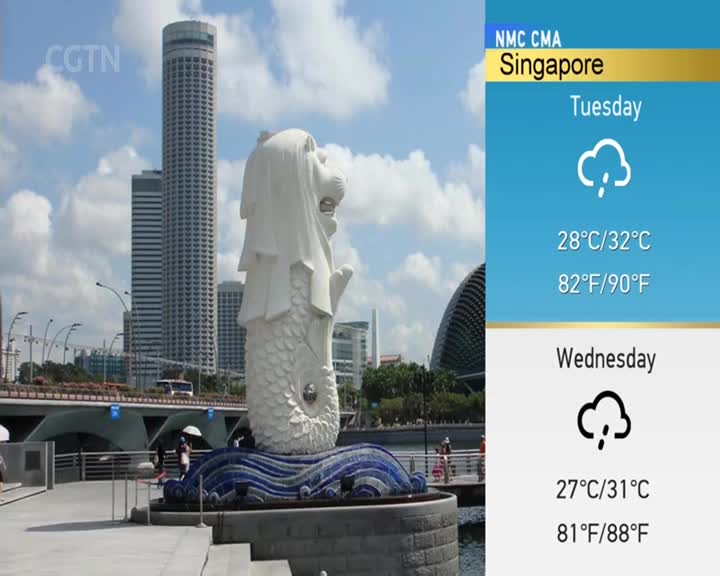 CGTN
NMC CMA
Singapore
Tuesday
28°C/32°C
82°F/90°F
Wednesday
27°C/31°C
81°F/88°F